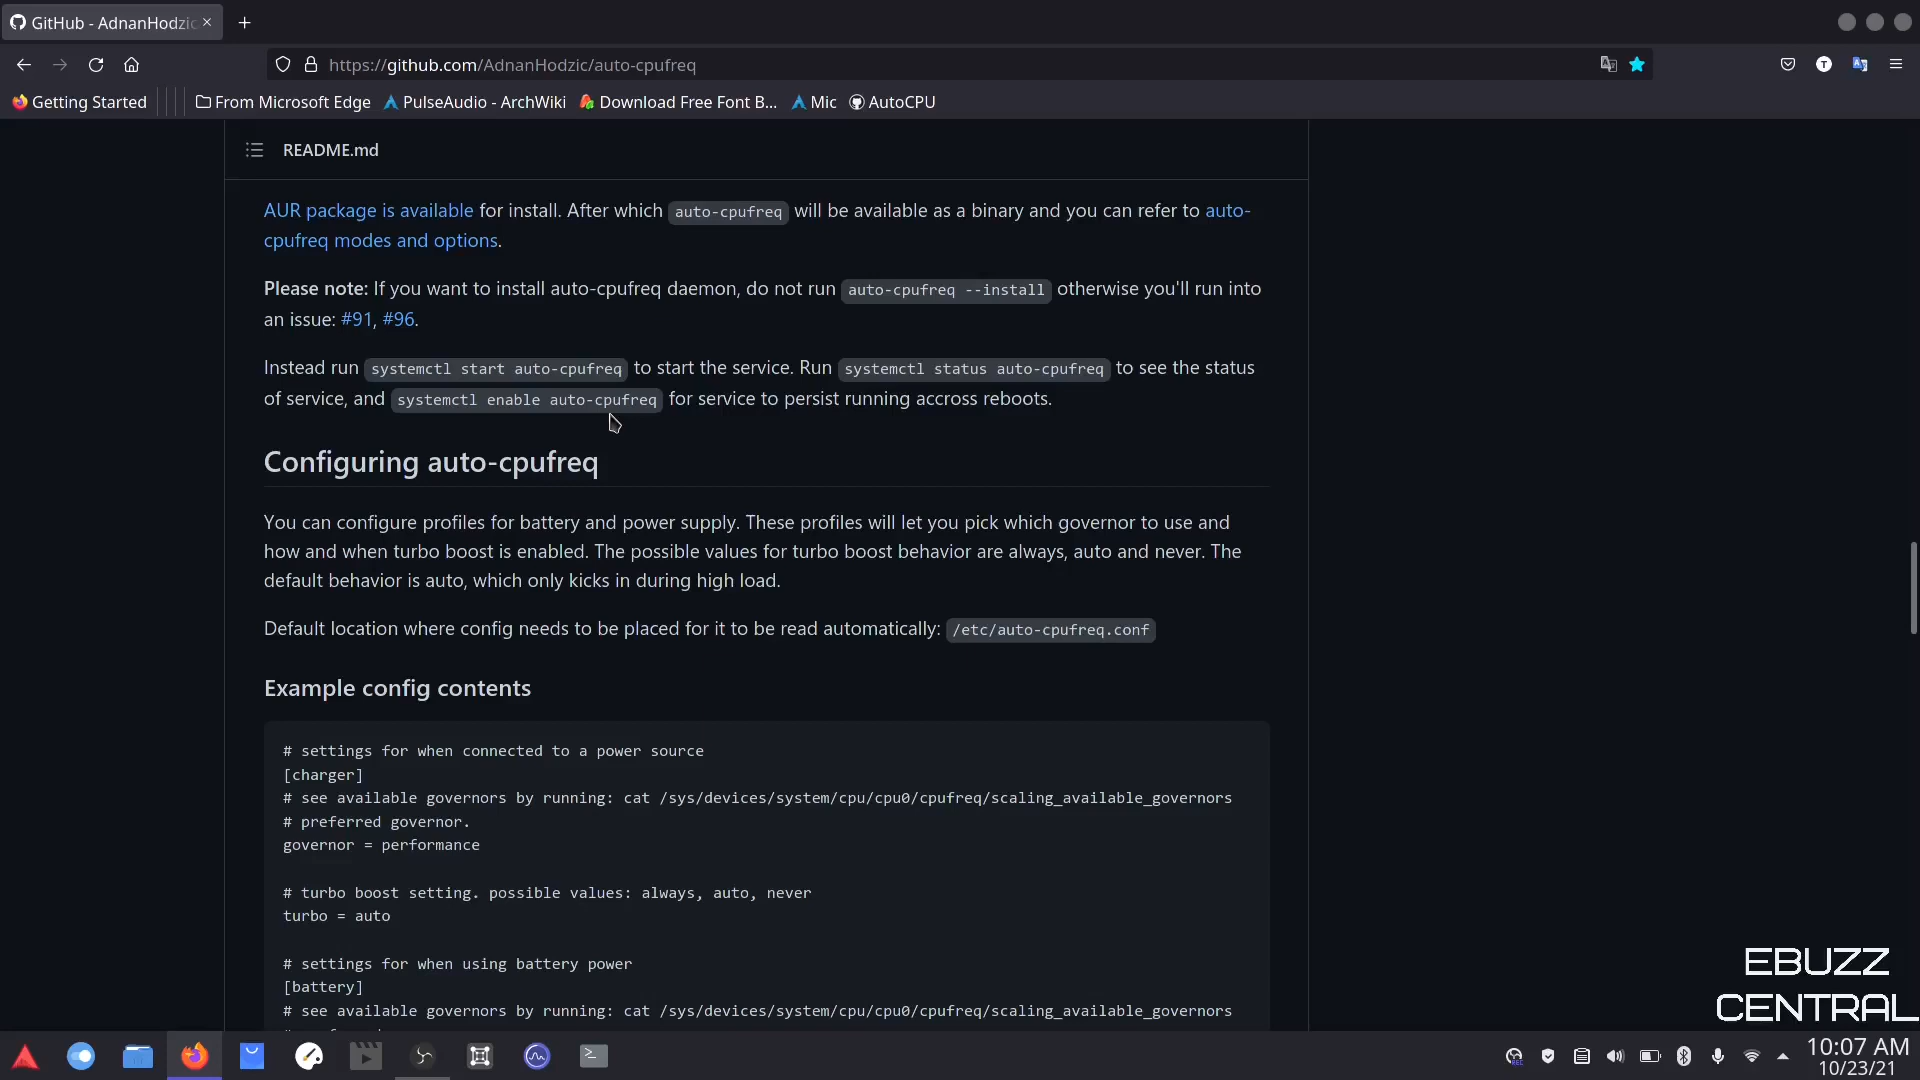 GitHub - AdnanHodzic
https://github.com/AdnanHodzic/auto-cpufreq
Getting Started
From Microsoft Edge
PulseAudio - ArchWiki
Download Free Font B...
Mic
AutoCPU
README.md
AUR package is available for install. After which auto-cpufreq will be available as a binary and you can refer to auto-
cpufreq modes and options.
Please note: If you want to install auto-cpufreq daemon, do not run auto-cpufreq --install otherwise you'll run into
an issue: #91, #96.
Instead run systemctl start auto-cpufreq to start the service. Run systemctl status auto-cpufreq to see the status
of service, and systemctl enable auto-cpufreq for service to persist running accross reboots.
Configuring auto-cpufreq
You can configure profiles for battery and power supply. These profiles will let you pick which governor to use and
how and when turbo boost is enabled. The possible values for turbo boost behavior are always, auto and never. The
default behavior is auto, which only kicks in during high load.
Default location where config needs to be placed for it to be read automatically: /etc/auto-cpufreq.conf
Example config contents
# settings for when connected to a power source
[charger]
# see available governors by running: cat /sys/devices/system/cpu/cpu0/cpufreq/scaling_available_governors
# preferred governor.
governor = performance
# turbo boost setting. possible values: always, auto, never
turbo = auto
# settings for when using battery power
[battery]
# see available governors by running: cat /sys/devices/system/cpu/cpu0/cpufreq/scaling_available_governors
EBUZZ
CENTRAL
10:07 AM
10/23/21